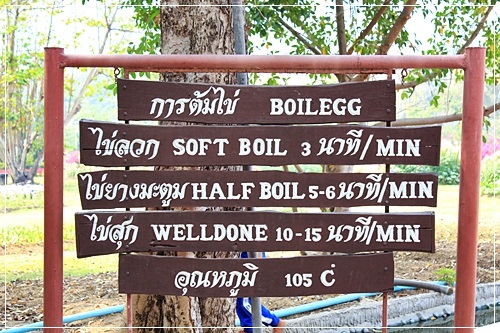 การต้มไข่ BOILEGG
ไข่ลวก SOFT BOIL 3 นาที/MIN
ไข่ยางมะตูม HALF BOIL 5-6 นาที/MIN
ไข่สุก WELLDONE 10-15 นาที/MIN
อุณหภูมิ 105 C°